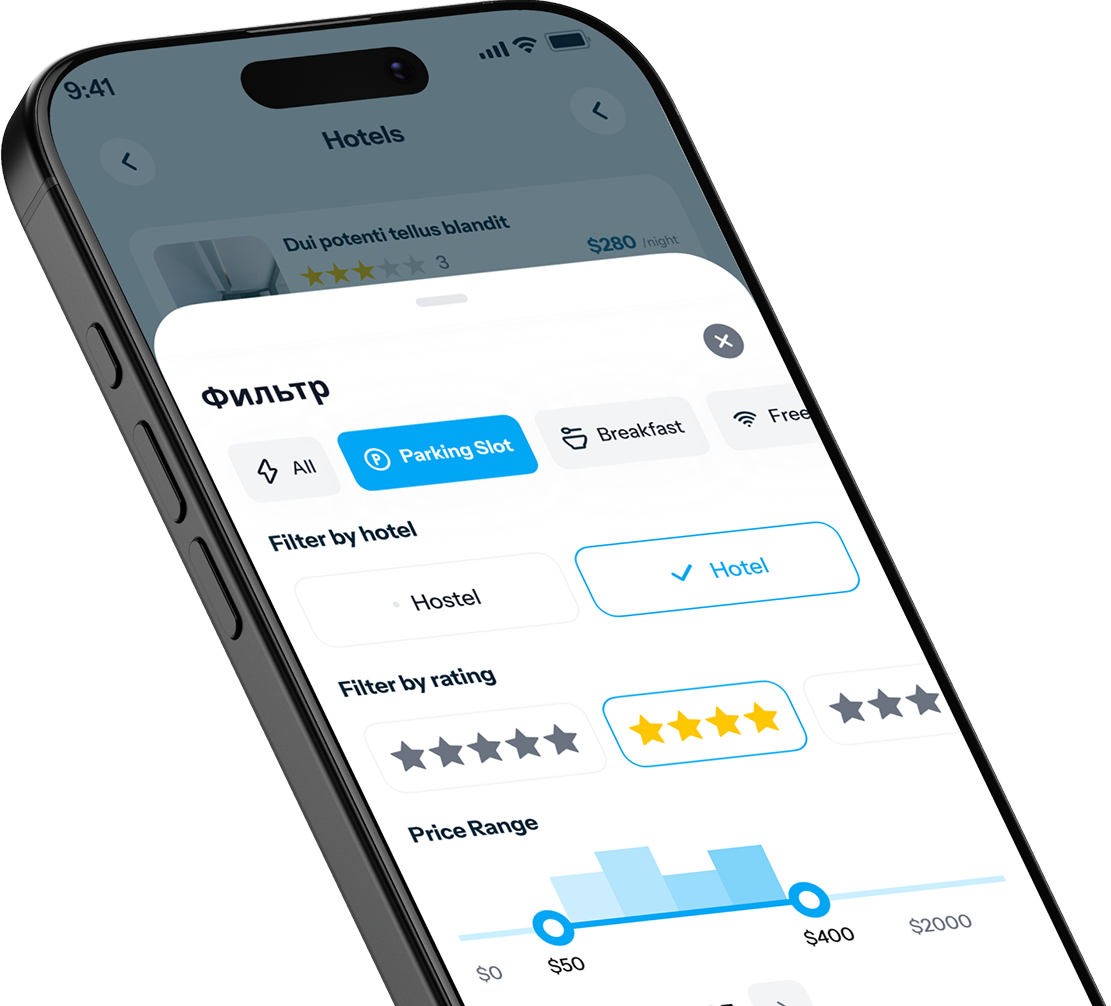 9:41
Hotels
Dui potenti tellus blandit
3
$280 /night
Фильтр
All
Parking Slot
Breakfast
Free
Filter by hotel
Hostel
Hotel
Filter by rating
Price Range
$0
$50
$400
$2000